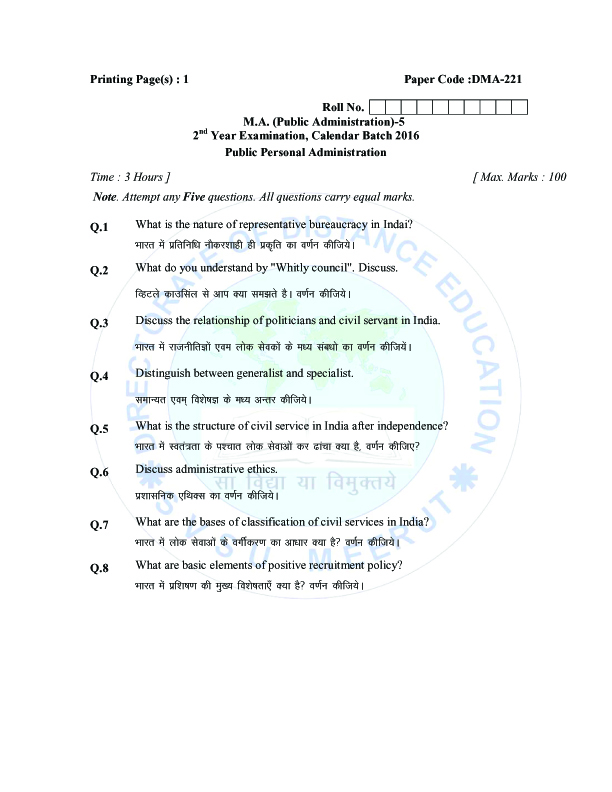 Printing Page(s) : 1 Paper Code :DMA-221
Roll No.
M.A. (Public Administration)-5
2nd Year Examination, Calendar Batch 2016
Public Personal Administration
Time : 3 Hours ] [ Max. Marks : 100
Note. Attempt any Five questions. All questions carry equal marks.
Q.1 What is the nature of representative bureaucracy in Indai?
भारत में प्रतिनिधि नौकरशाही ही प्रकृति का वर्णन कीजिये।
Q.2 What do you understand by "Whitly council". Discuss.
व्हिटले काउसिंल से आप क्या समझते है। वर्णन कीजिये।
Q.3 Discuss the relationship of politicians and civil servant in India.
भारत में राजनीतिज्ञों एवम लोक सेवकों के मध्य संबधो का वर्णन कीजियें।
Q.4 Distinguish between generalist and specialist.
समान्यत एवम् विशेषज्ञ के मध्य अन्तर कीजिये।
Q.5 What is the structure of civil service in India after independence?
भारत में स्वतंत्रता के पश्चात लोक सेवाओं कर ढांचा क्या है, वर्णन कीजिए?
Q.6 Discuss administrative ethics.
प्रशासनिक एथिक्स का वर्णन कीजिये।
Q.7 What are the bases of classification of civil services in India?
भारत में लोक सेवाओं के वर्गीकरण का आधार क्या है? वर्णन कीजिये।
Q.8 What are basic elements of positive recruitment policy?
भारत में प्रशिषण की मुख्य विशेषताएँ क्या है? वर्णन कीजिये।
DIRECTORATE OF DISTANCE EDUCATION
सा विद्या या विमुक्तये
S V S U MEERUT